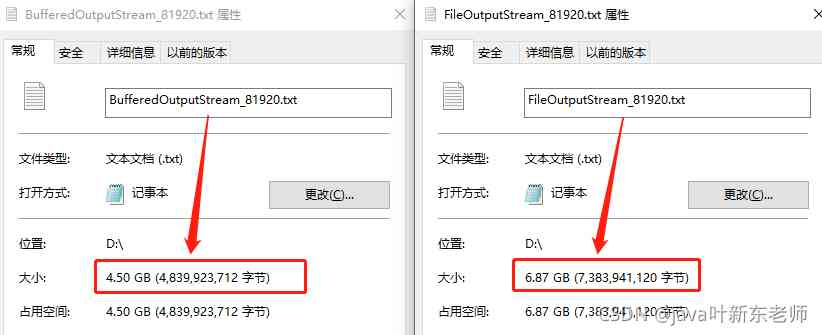 BufferedOutputStream_81920.txt 属性
常规 安全 详细信息 以前的版本
BufferedOutputStream_81920.txt
文件类型: 文本文档 (.txt)
打开方式: 记事本 更改(C)...
位置: D:\
大小: 4.50 GB (4,839,923,712 字节)
占用空间: 4.50 GB (4,839,923,712 字节)
FileOutputStream_81920.txt 属性
常规 安全 详细信息 以前的版本
FileOutputStream_81920.txt
文件类型: 文本文档 (.txt)
打开方式: 记事本 更改(C)...
位置: D:\
大小: 6.87 GB (7,383,941,120 字节)
占用空间: 6.87 GB (7,383,941,120 字节)
CSDN @java叶新东老师